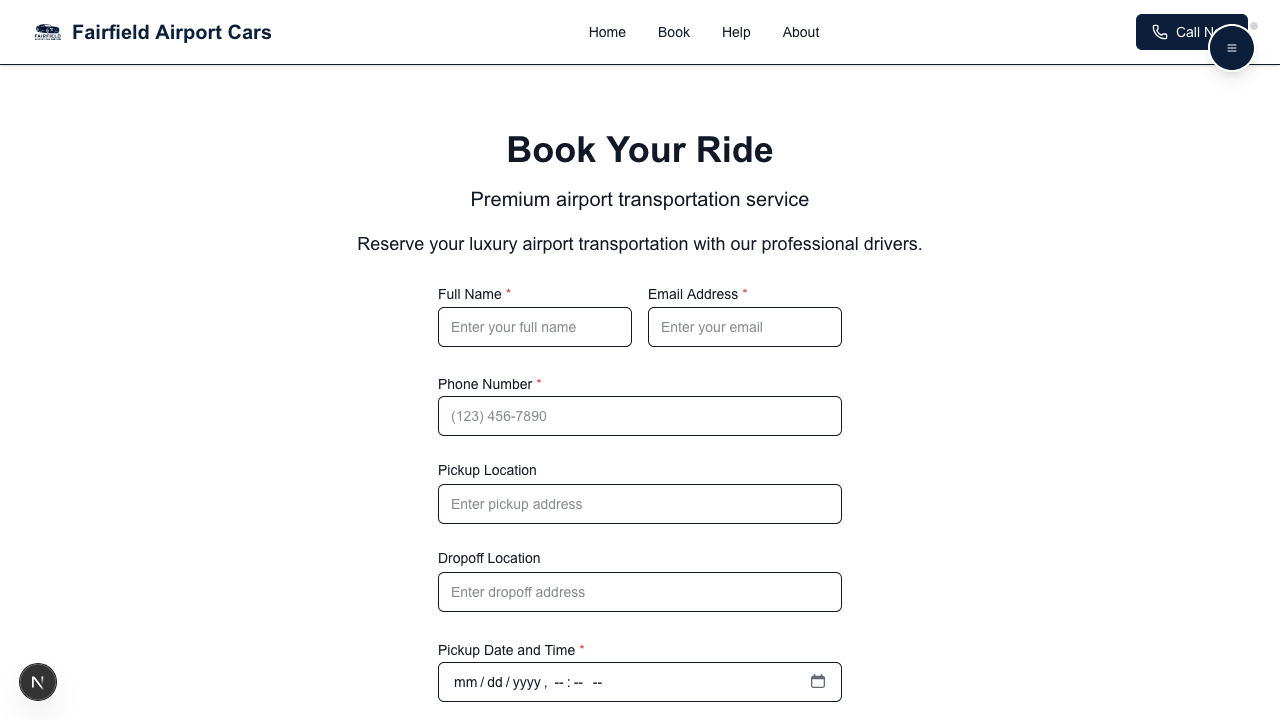 FAIRFIELD
Fairfield Airport Cars
Home
Book
Help
About
Call N
Book Your Ride
Premium airport transportation service
Reserve your luxury airport transportation with our professional drivers.
Full Name *
Email Address *
Enter your full name
Enter your email
Phone Number *
(123) 456-7890
Pickup Location
Enter pickup address
Dropoff Location
Enter dropoff address
Pickup Date and Time *
mm/dd/yyyy, --:-- --
N